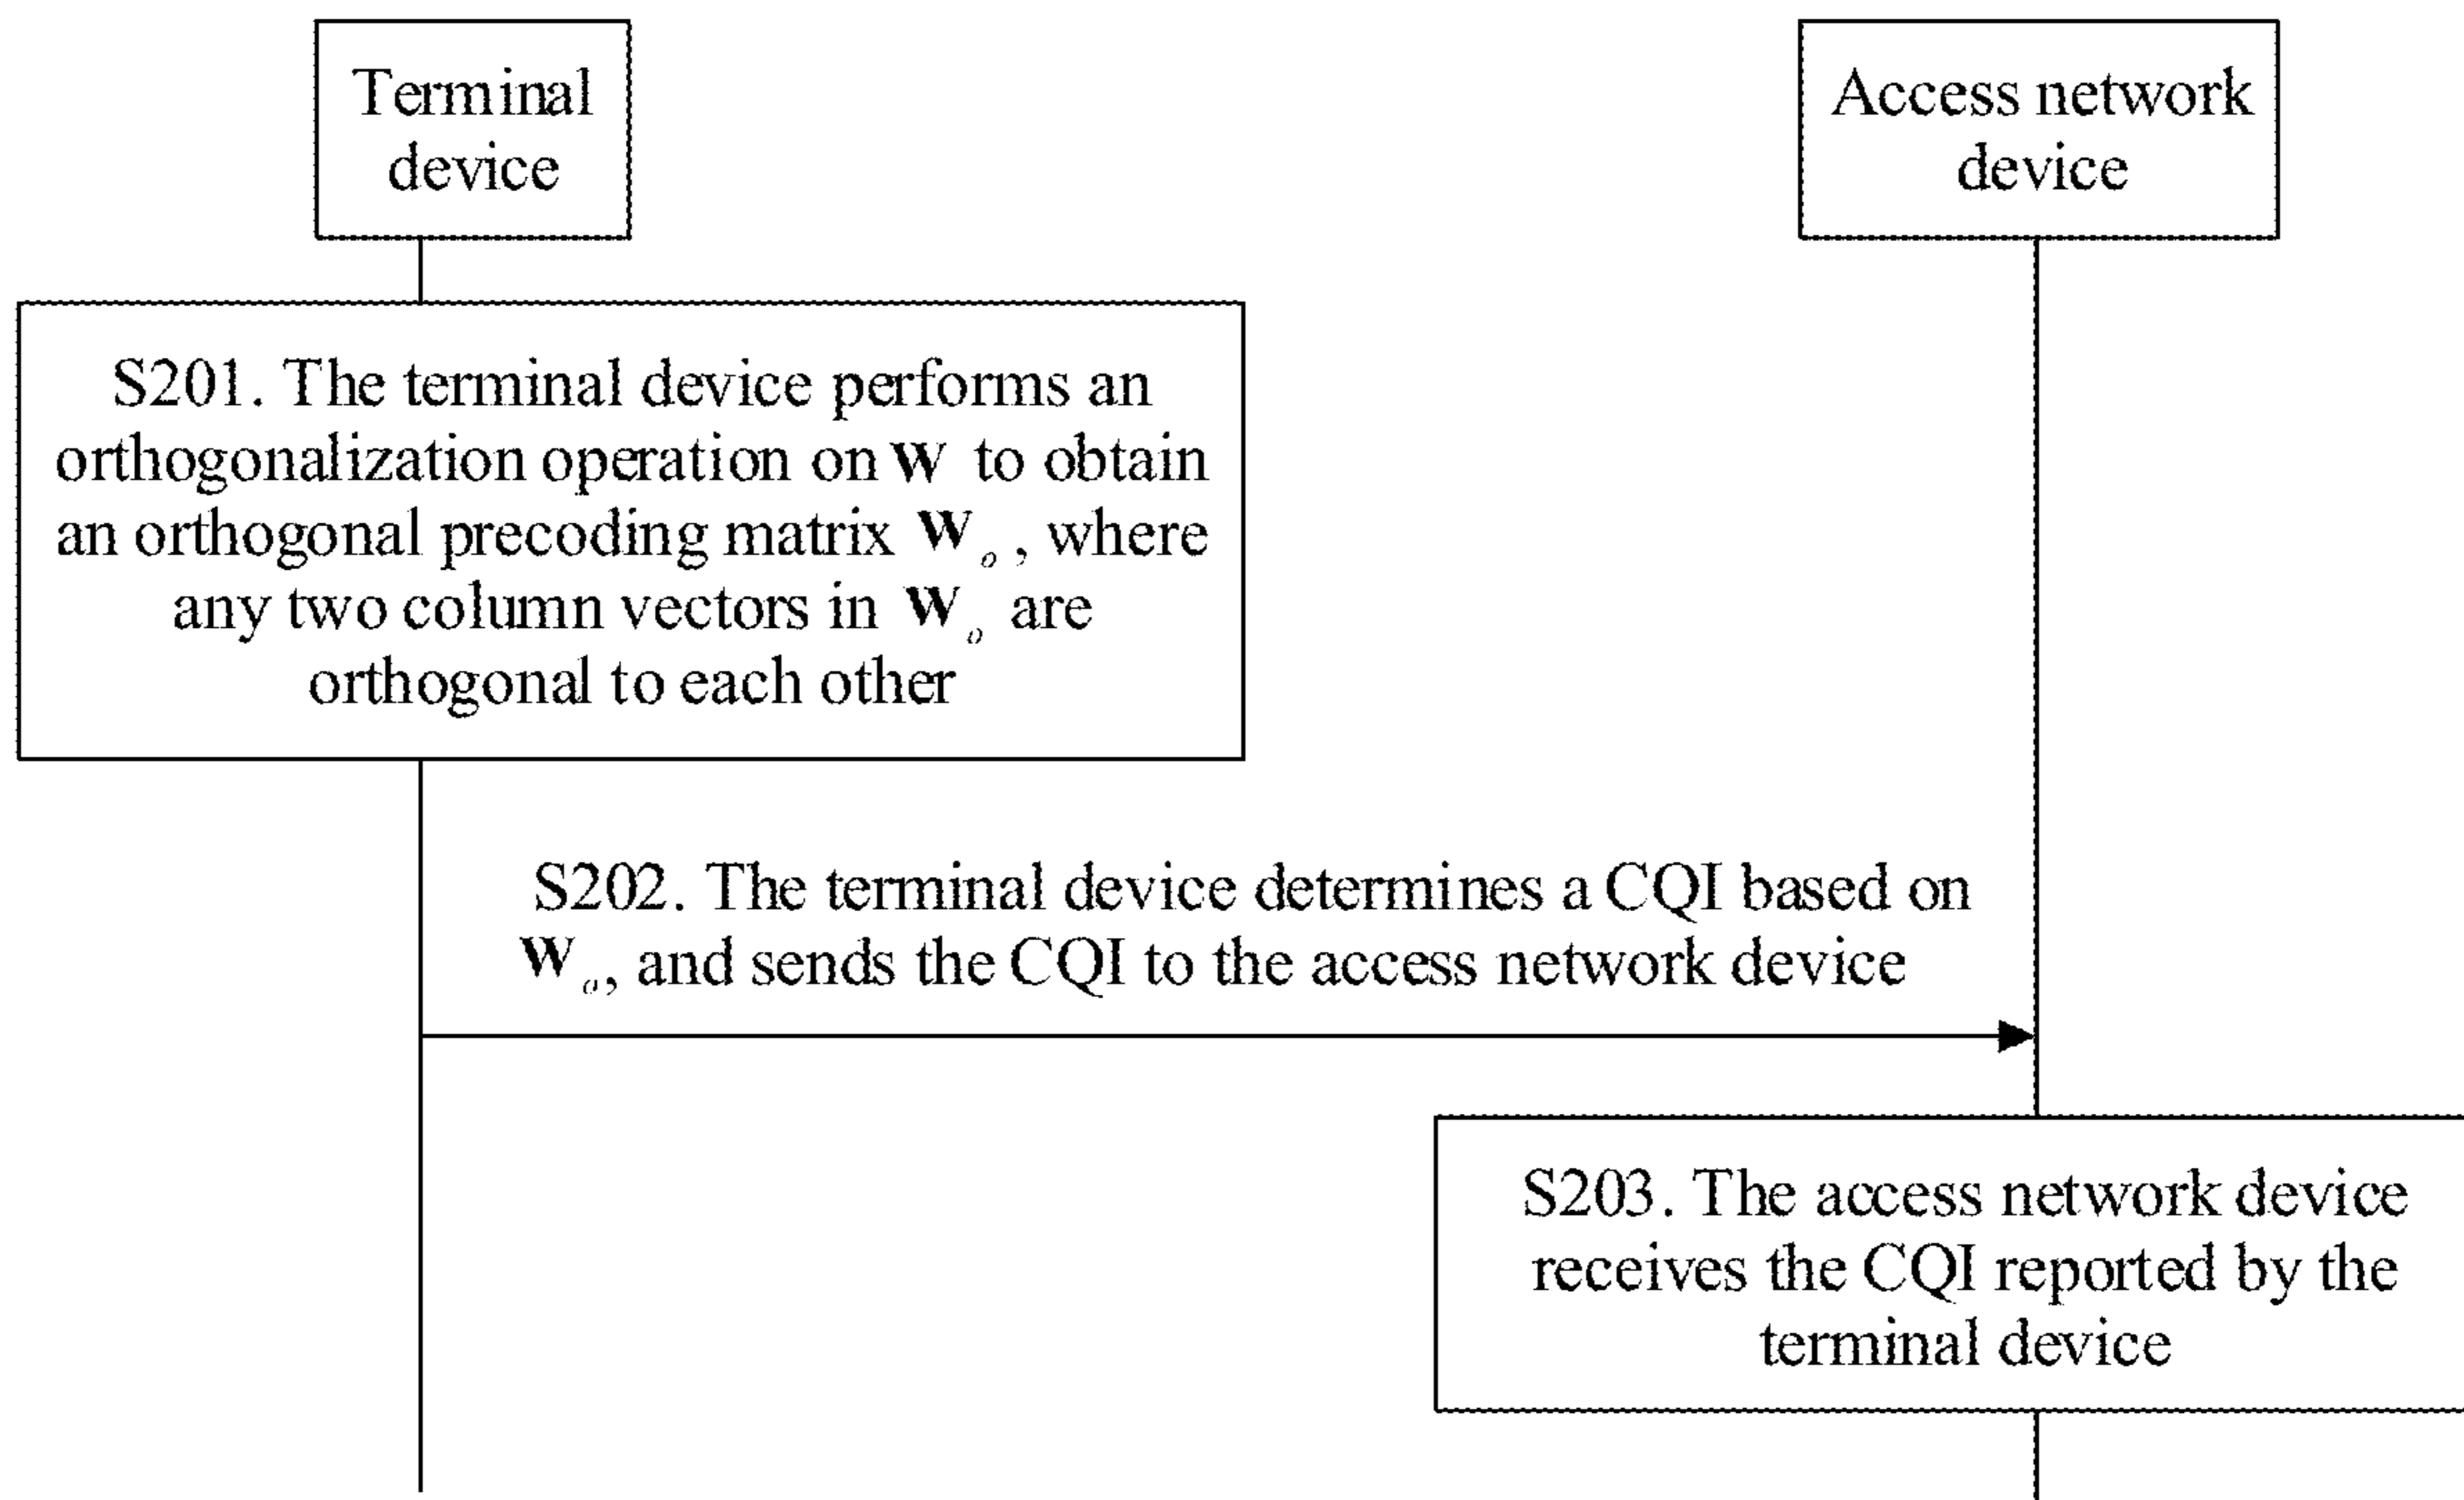 Terminal
device
Access network
device
S201. The terminal device performs an
orthogonalization operation on W to obtain
an orthogonal precoding matrix Wₒ, where
any two column vectors in Wₒ are
orthogonal to each other
S202. The terminal device determines a CQI based on
Wₒ, and sends the CQI to the access network device
S203. The access network device
receives the CQI reported by the
terminal device